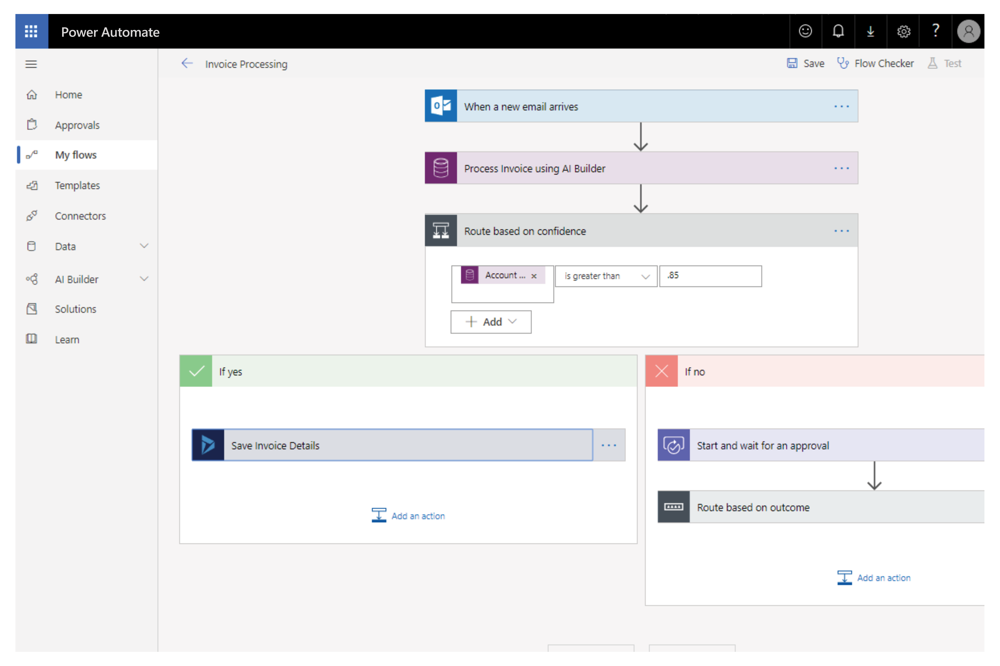 Power Automate
?
Invoice Processing
Save
Flow Checker
Test
Home
Approvals
My flows
Templates
Connectors
Data
AI Builder
Solutions
Learn
When a new email arrives
...
Process Invoice using AI Builder
...
Route based on confidence
...
Account ... ×
is greater than
.85
+ Add
If yes
Save Invoice Details
...
Add an action
If no
Start and wait for an approval
Route based on outcome
Add an action